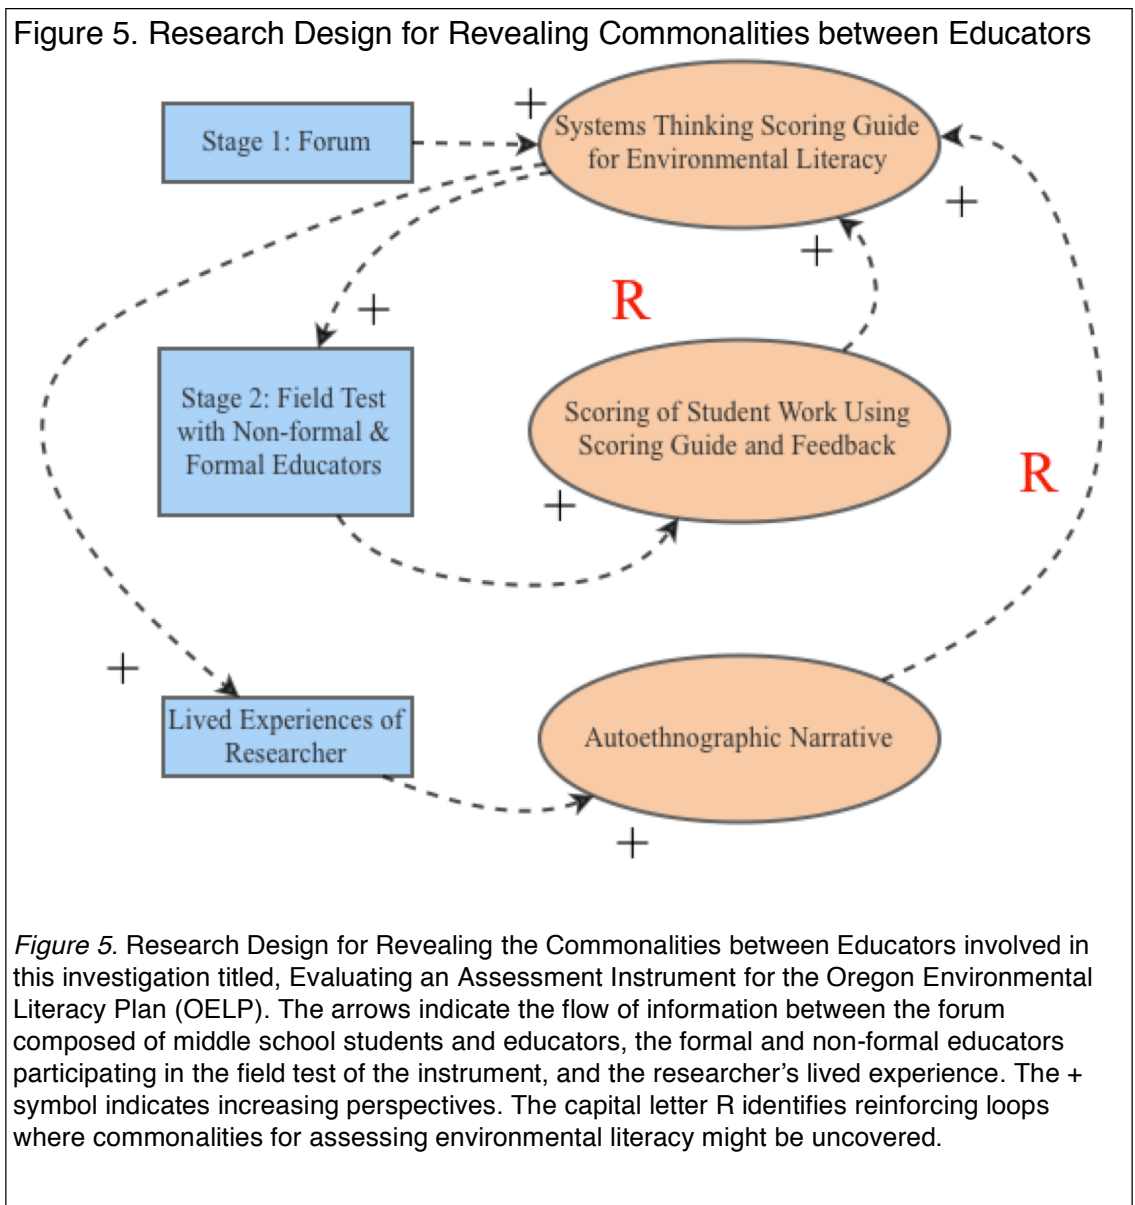 Figure 5. Research Design for Revealing Commonalities between Educators
+
Stage 1: Forum
Systems Thinking Scoring Guide
for Environmental Literacy
+
+
+
R
Stage 2: Field Test
with Non-formal &
Formal Educators
Scoring of Student Work Using
Scoring Guide and Feedback
R
+
+
Lived Experiences of
Researcher
Autoethnographic Narrative
+
Figure 5. Research Design for Revealing the Commonalities between Educators involved in
this investigation titled, Evaluating an Assessment Instrument for the Oregon Environmental
Literacy Plan (OELP). The arrows indicate the flow of information between the forum
composed of middle school students and educators, the formal and non-formal educators
participating in the field test of the instrument, and the researcher's lived experience. The +
symbol indicates increasing perspectives. The capital letter R identifies reinforcing loops
where commonalities for assessing environmental literacy might be uncovered.